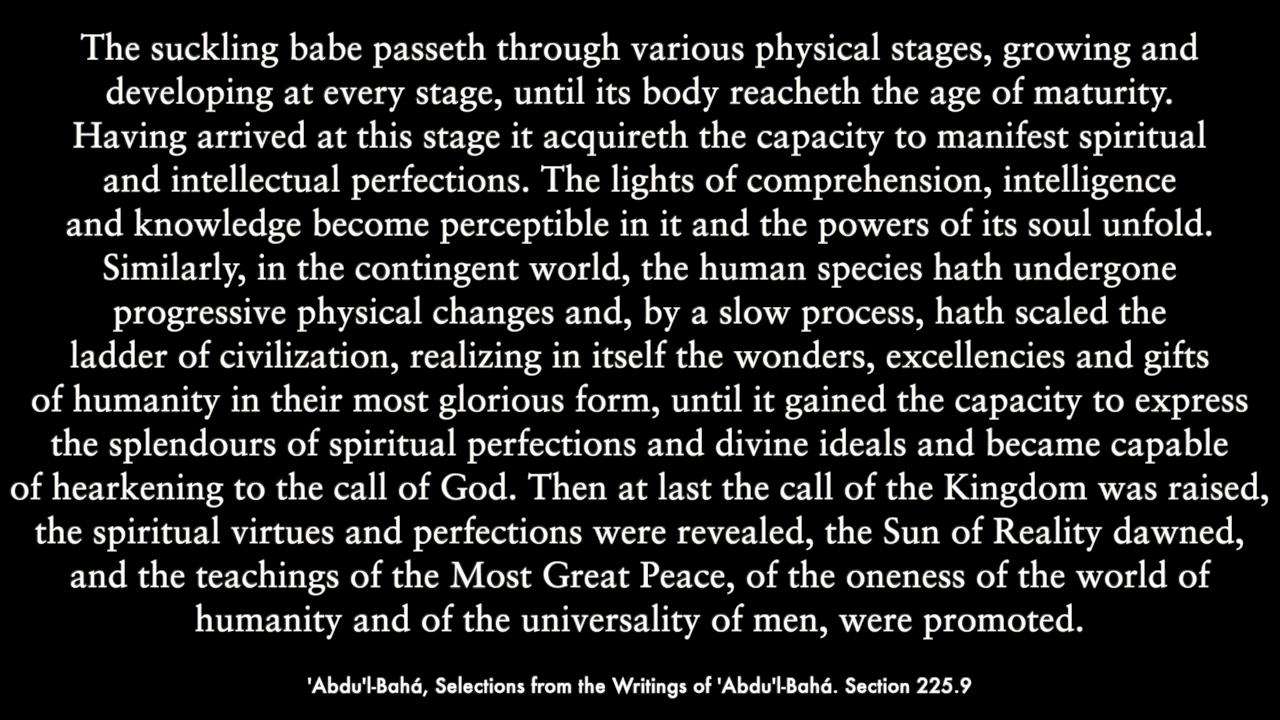 The suckling babe passeth through various physical stages, growing and
developing at every stage, until its body reacheth the age of maturity.
Having arrived at this stage it acquireth the capacity to manifest spiritual
and intellectual perfections. The lights of comprehension, intelligence
and knowledge become perceptible in it and the powers of its soul unfold.
Similarly, in the contingent world, the human species hath undergone
progressive physical changes and, by a slow process, hath scaled the
ladder of civilization, realizing in itself the wonders, excellencies and gifts
of humanity in their most glorious form, until it gained the capacity to express
the splendours of spiritual perfections and divine ideals and became capable
of hearkening to the call of God. Then at last the call of the Kingdom was raised,
the spiritual virtues and perfections were revealed, the Sun of Reality dawned,
and the teachings of the Most Great Peace, of the oneness of the world of
humanity and of the universality of men, were promoted.
'Abdu'l-Bahá, Selections from the Writings of 'Abdu'l-Bahá. Section 225.9